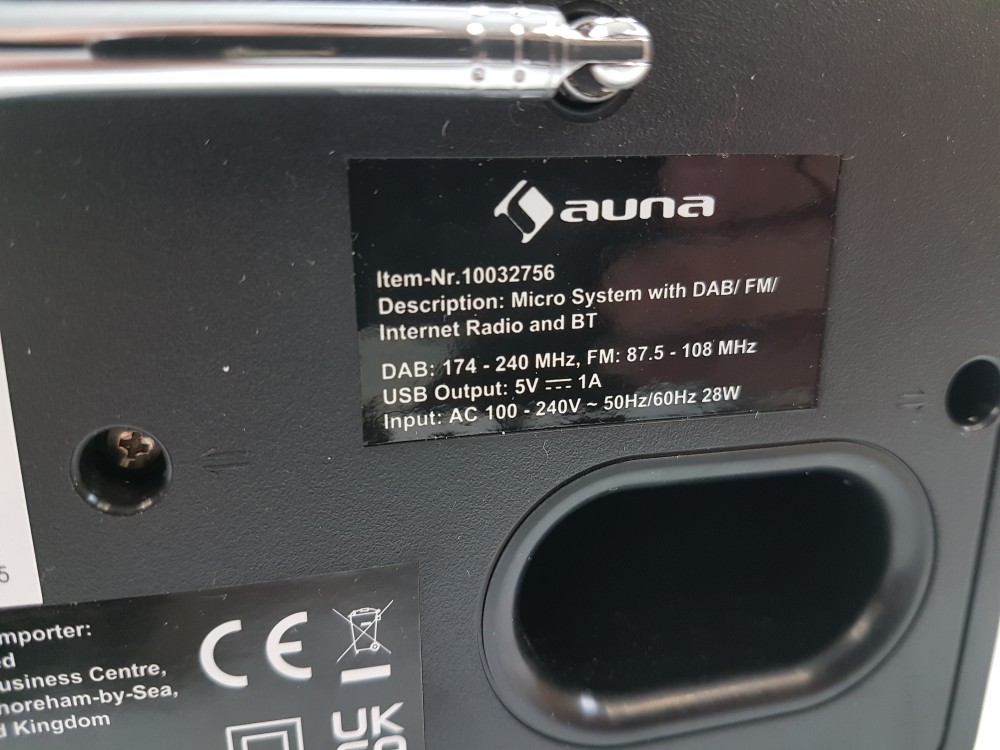 auna
Item-Nr.10032756
Description: Micro System with DAB/ FM/
Internet Radio and BT
DAB: 174 - 240 MHz, FM: 87.5 - 108 MHz
USB Output: 5V ⎓ 1A
Input: AC 100 - 240V ~ 50Hz/60Hz 28W
5
mporter:
ed
usiness Centre,
horeham-by-Sea,
d Kingdom
CE
UK